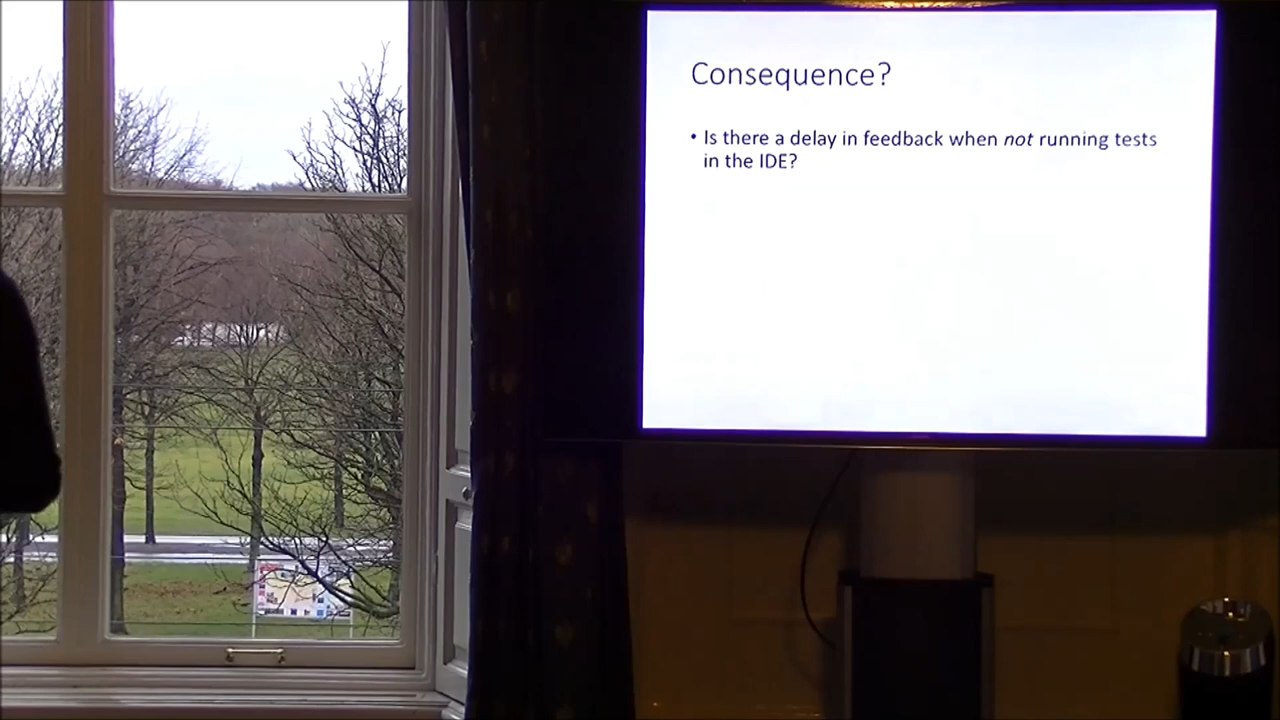 Consequence?
• Is there a delay in feedback when not running tests
in the IDE?